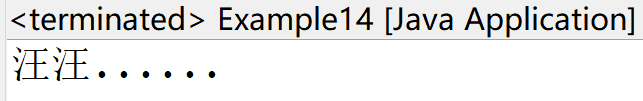 <terminated> Example14 [Java Application]
汪汪......